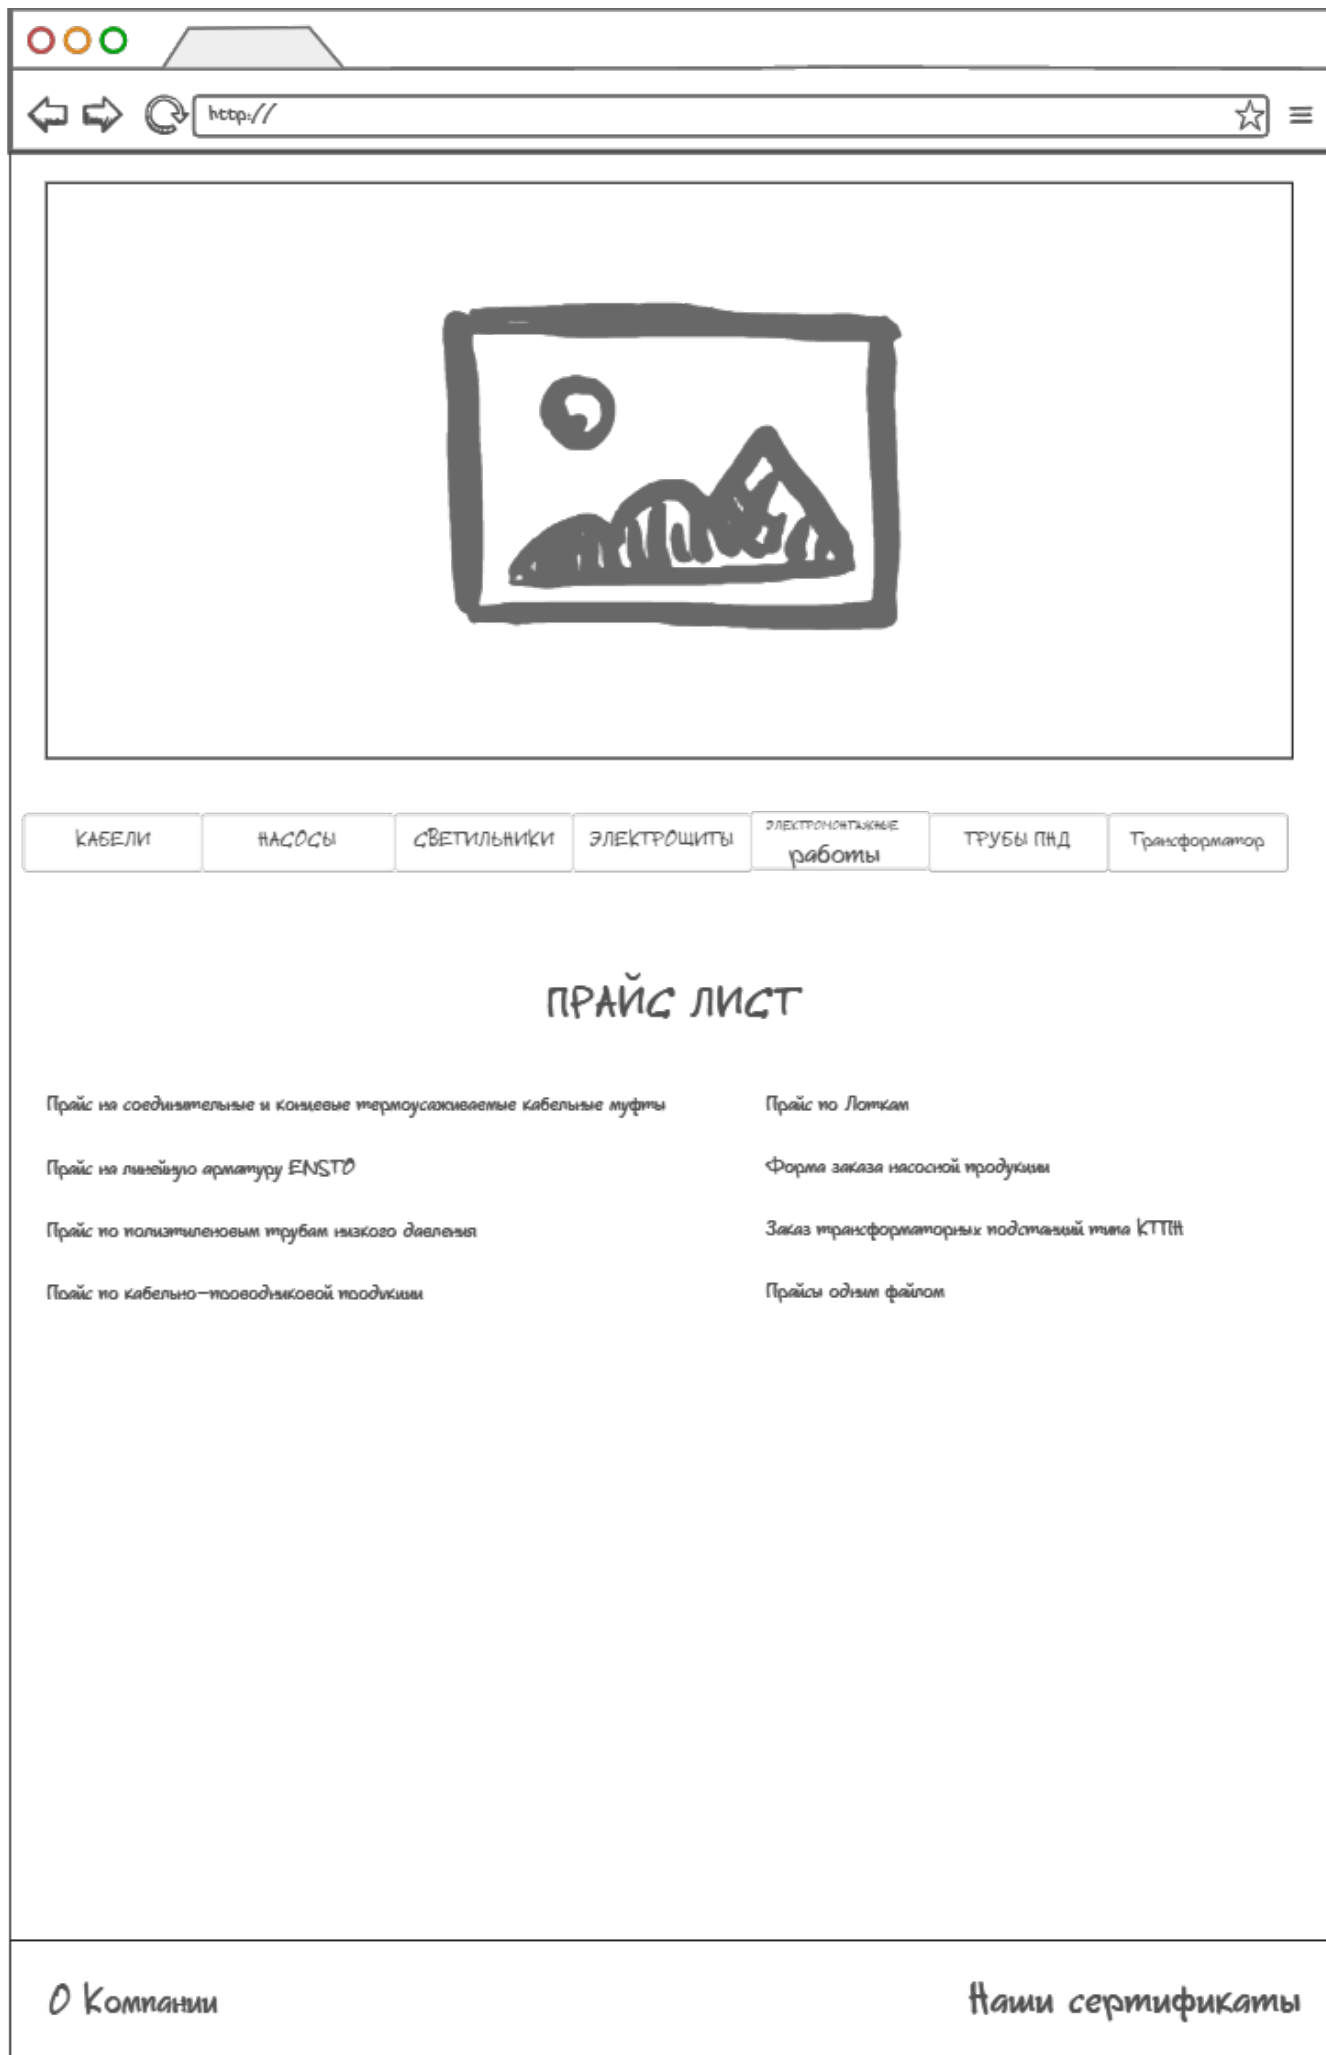 http://
КАБЕЛИ
НАСОСЫ
СВЕТИЛЬНИКИ
ЭЛЕКТРОЩИТЫ
ЭЛЕКТРОМОНТАЖНЫЕ
работы
ТРУБЫ ПНД
Трансформатор
ПРАЙС ЛИСТ
Прайс на соединительные и концевые термоусаживаемые кабельные муфты
Прайс на линейную арматуру ENSTO
Прайс по полиэтиленовым трубам низкого давления
Прайс по кабельно-проводниковой продукции
Прайс по Лоткам
Форма заказа насосной продукции
Заказ трансформаторных подстанций типа КТПН
Прайсы одним файлом
О Компании
Наши сертификаты